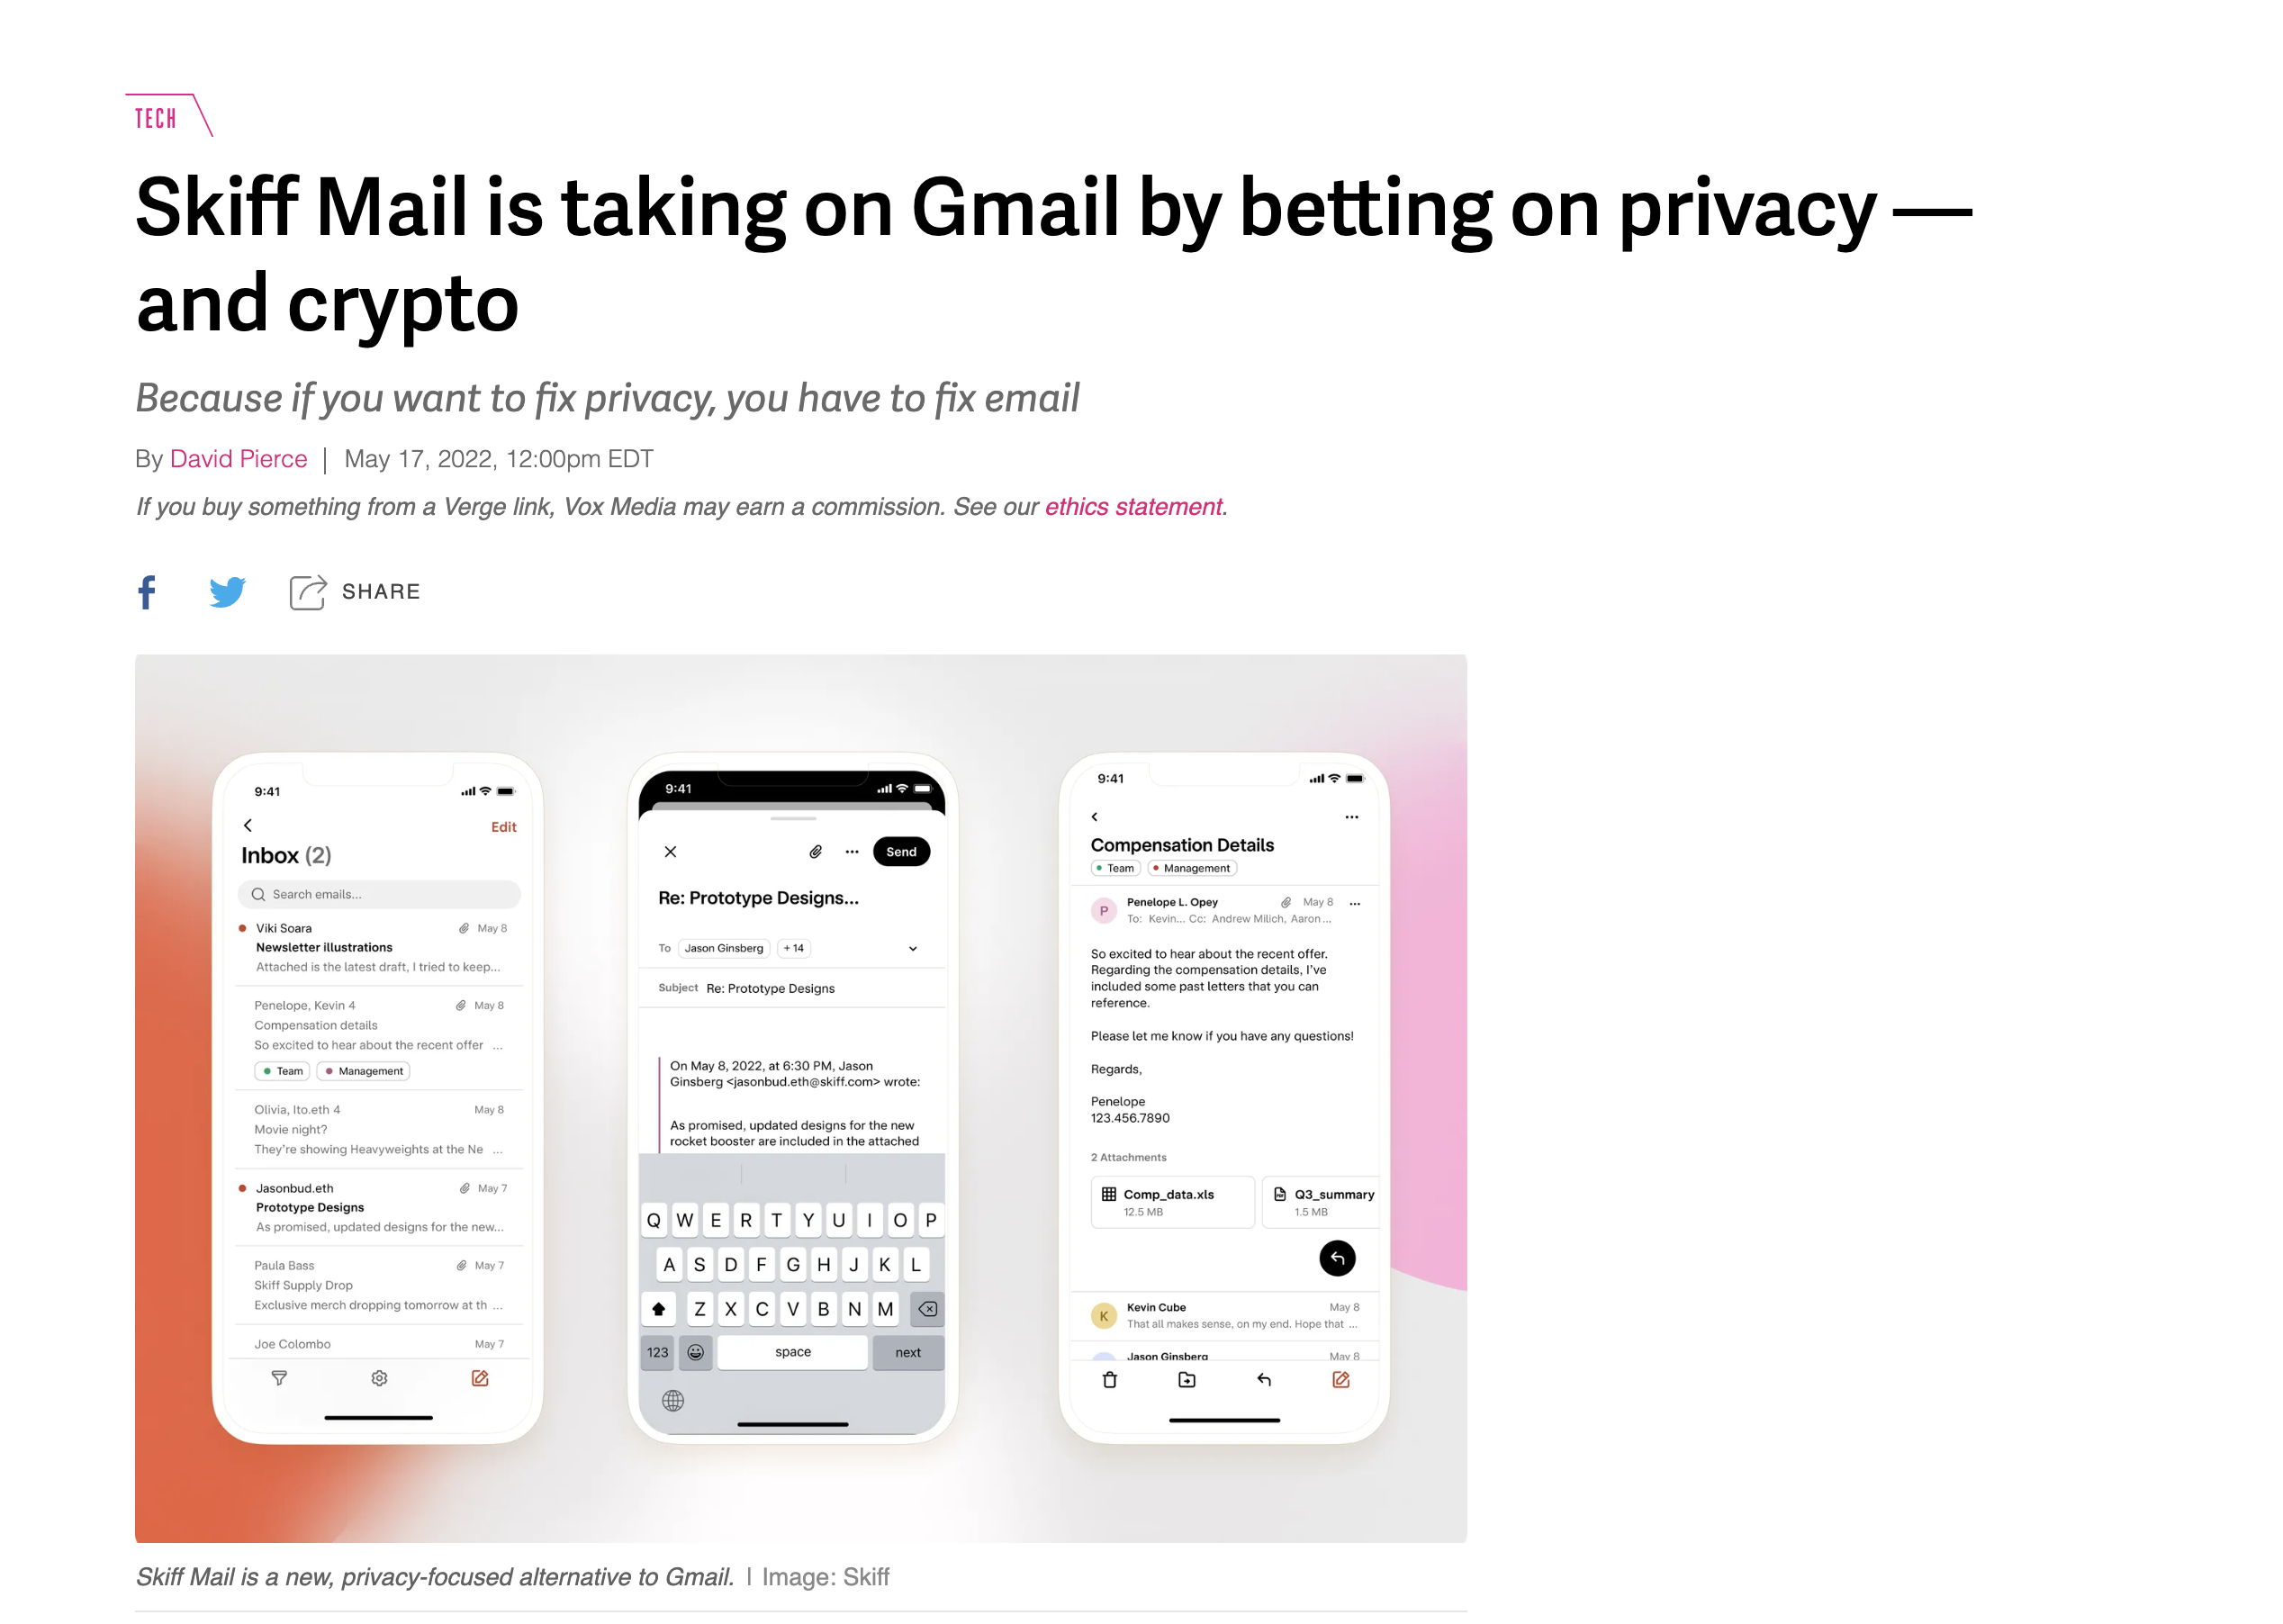 TECH
Skiff Mail is taking on Gmail by betting on privacy —
and crypto
Because if you want to fix privacy, you have to fix email
By David Pierce | May 17, 2022, 12:00pm EDT
If you buy something from a Verge link, Vox Media may earn a commission. See our ethics statement.
SHARE
9:41
Edit
Inbox (2)
Search emails...
Viki Soara May 8
Newsletter illustrations
Attached is the latest draft, I tried to keep...
Penelope, Kevin 4 May 8
Compensation details
So excited to hear about the recent offer ...
Team Management
Olivia, Ito.eth 4 May 8
Movie night?
They're showing Heavyweights at the Ne ...
Jasonbud.eth May 7
Prototype Designs
As promised, updated designs for the new...
Paula Bass May 7
Skiff Supply Drop
Exclusive merch dropping tomorrow at th ...
Joe Colombo May 7
9:41
Send
Re: Prototype Designs...
To Jason Ginsberg + 14
Subject Re: Prototype Designs
On May 8, 2022, at 6:30 PM, Jason
Ginsberg <jasonbud.eth@skiff.com> wrote:
As promised, updated designs for the new
rocket booster are included in the attached
Q W E R T Y U I O P
A S D F G H J K L
Z X C V B N M
123 space next
9:41
Compensation Details
Team Management
P Penelope L. Opey May 8
To: Kevin... Cc: Andrew Milich, Aaron ...
So excited to hear about the recent offer.
Regarding the compensation details, I've
included some past letters that you can
reference.
Please let me know if you have any questions!
Regards,
Penelope
123.456.7890
2 Attachments
Comp_data.xls Q3_summary
12.5 MB 1.5 MB
K Kevin Cube May 8
That all makes sense, on my end. Hope that ...
Jason Ginsberg May 8
Skiff Mail is a new, privacy-focused alternative to Gmail. | Image: Skiff